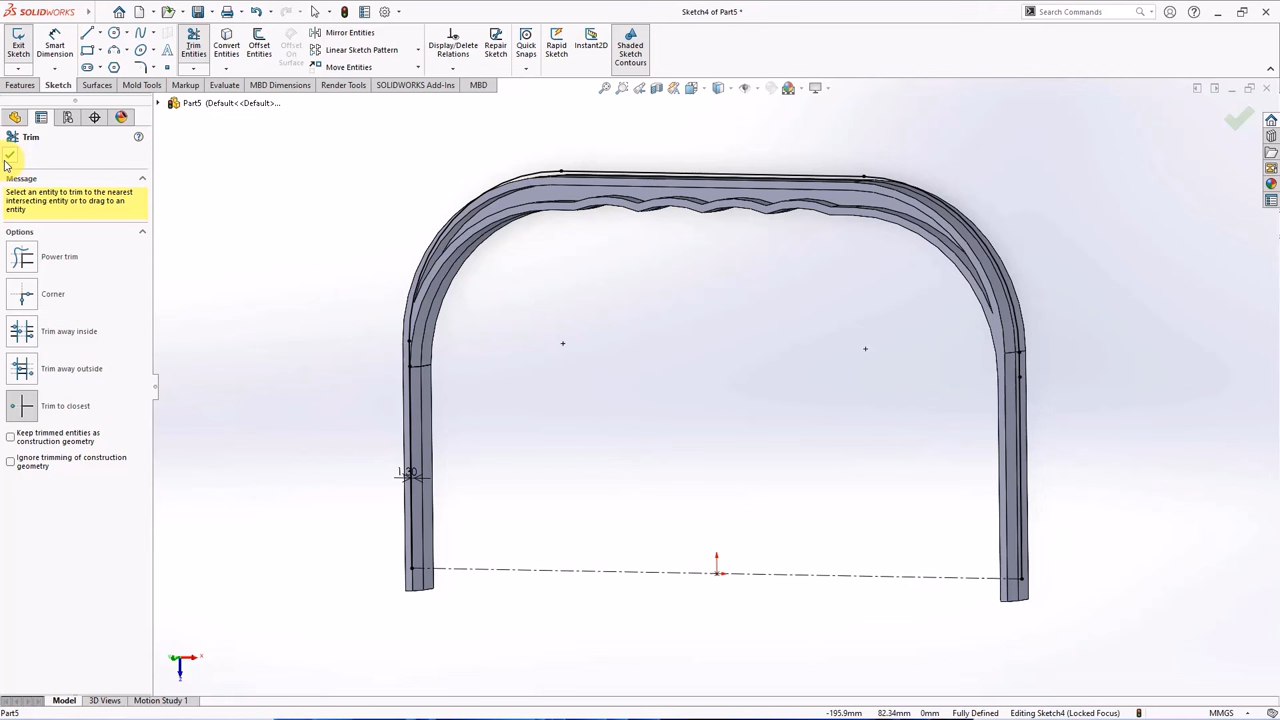 SOLIDWORKS
Sketch4 of Part5 *
Search Commands
Exit Sketch
Smart Dimension
Trim Entities
Convert Entities
Offset Entities
Offset On Surface
Mirror Entities
Linear Sketch Pattern
Move Entities
Display/Delete Relations
Repair Sketch
Quick Snaps
Rapid Sketch
Instant2D
Shaded Sketch Contours
Features
Sketch
Surfaces
Mold Tools
Markup
Evaluate
MBD Dimensions
Render Tools
SOLIDWORKS Add-Ins
MBD
Part5 (Default<<Default>...
Trim
Message
Select an entity to trim to the nearest
intersecting entity or to drag to an
entity
Options
Power trim
Corner
Trim away inside
Trim away outside
Trim to closest
Keep trimmed entities as
construction geometry
Ignore trimming of construction
geometry
1.30
Model
3D Views
Motion Study 1
Part5
-195.9mm
82.34mm
0mm
Fully Defined
Editing Sketch4 (Locked Focus)
MMGS